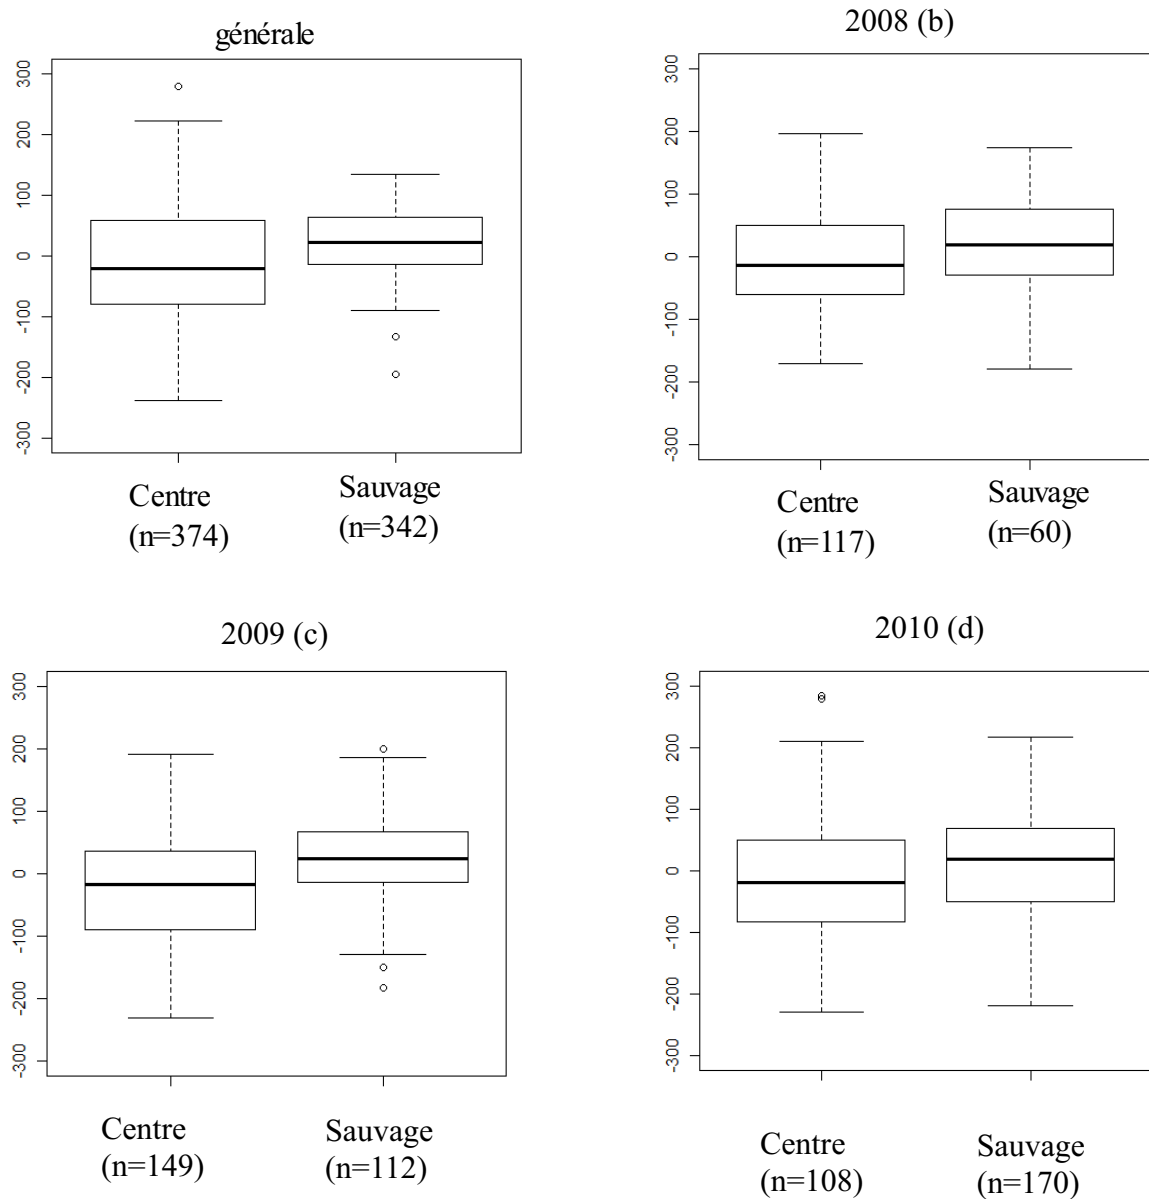 générale
300
200
100
0
-100
-200
-300
Centre
(n=374)
Sauvage
(n=342)
2008 (b)
300
200
100
0
-100
-200
-300
Centre
(n=117)
Sauvage
(n=60)
2009 (c)
300
200
100
0
-100
-200
-300
Centre
(n=149)
Sauvage
(n=112)
2010 (d)
300
200
100
0
-100
-200
-300
Centre
(n=108)
Sauvage
(n=170)